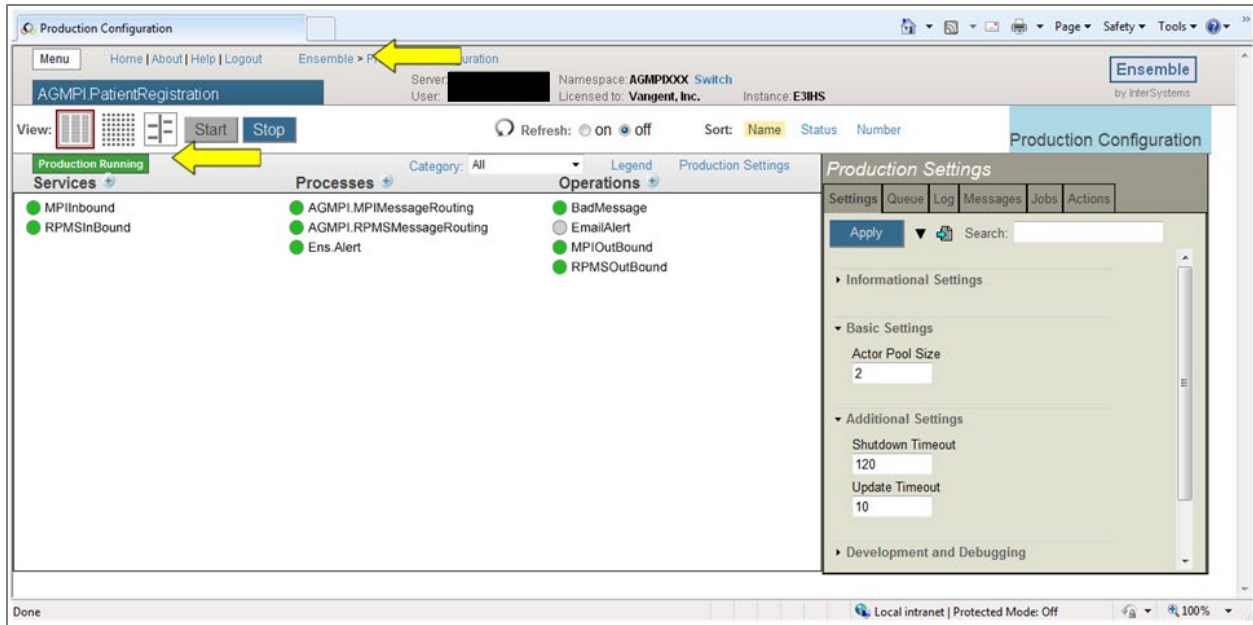 Production Configuration
Page Safety Tools
Menu Home | About | Help | Logout Ensemble > uration
Server: Namespace: AGMPIXXX Switch
User: Licensed to: Vangent, Inc. Instance: E3IHS
Ensemble
by InterSystems
AGMPI.PatientRegistration
View: Start Stop Refresh: on off Sort: Name Status Number
Production Configuration
Production Running
Category: All Legend Production Settings
Services Processes Operations
MPIInbound AGMPI.MPIMessageRouting BadMessage
RPMSInBound AGMPI.RPMSMessageRouting EmailAlert
Ens.Alert MPIOutBound
RPMSOutBound
Production Settings
Settings Queue Log Messages Jobs Actions
Apply Search:
Informational Settings
Basic Settings
Actor Pool Size
2
Additional Settings
Shutdown Timeout
120
Update Timeout
10
Development and Debugging
Done Local intranet | Protected Mode: Off 100%